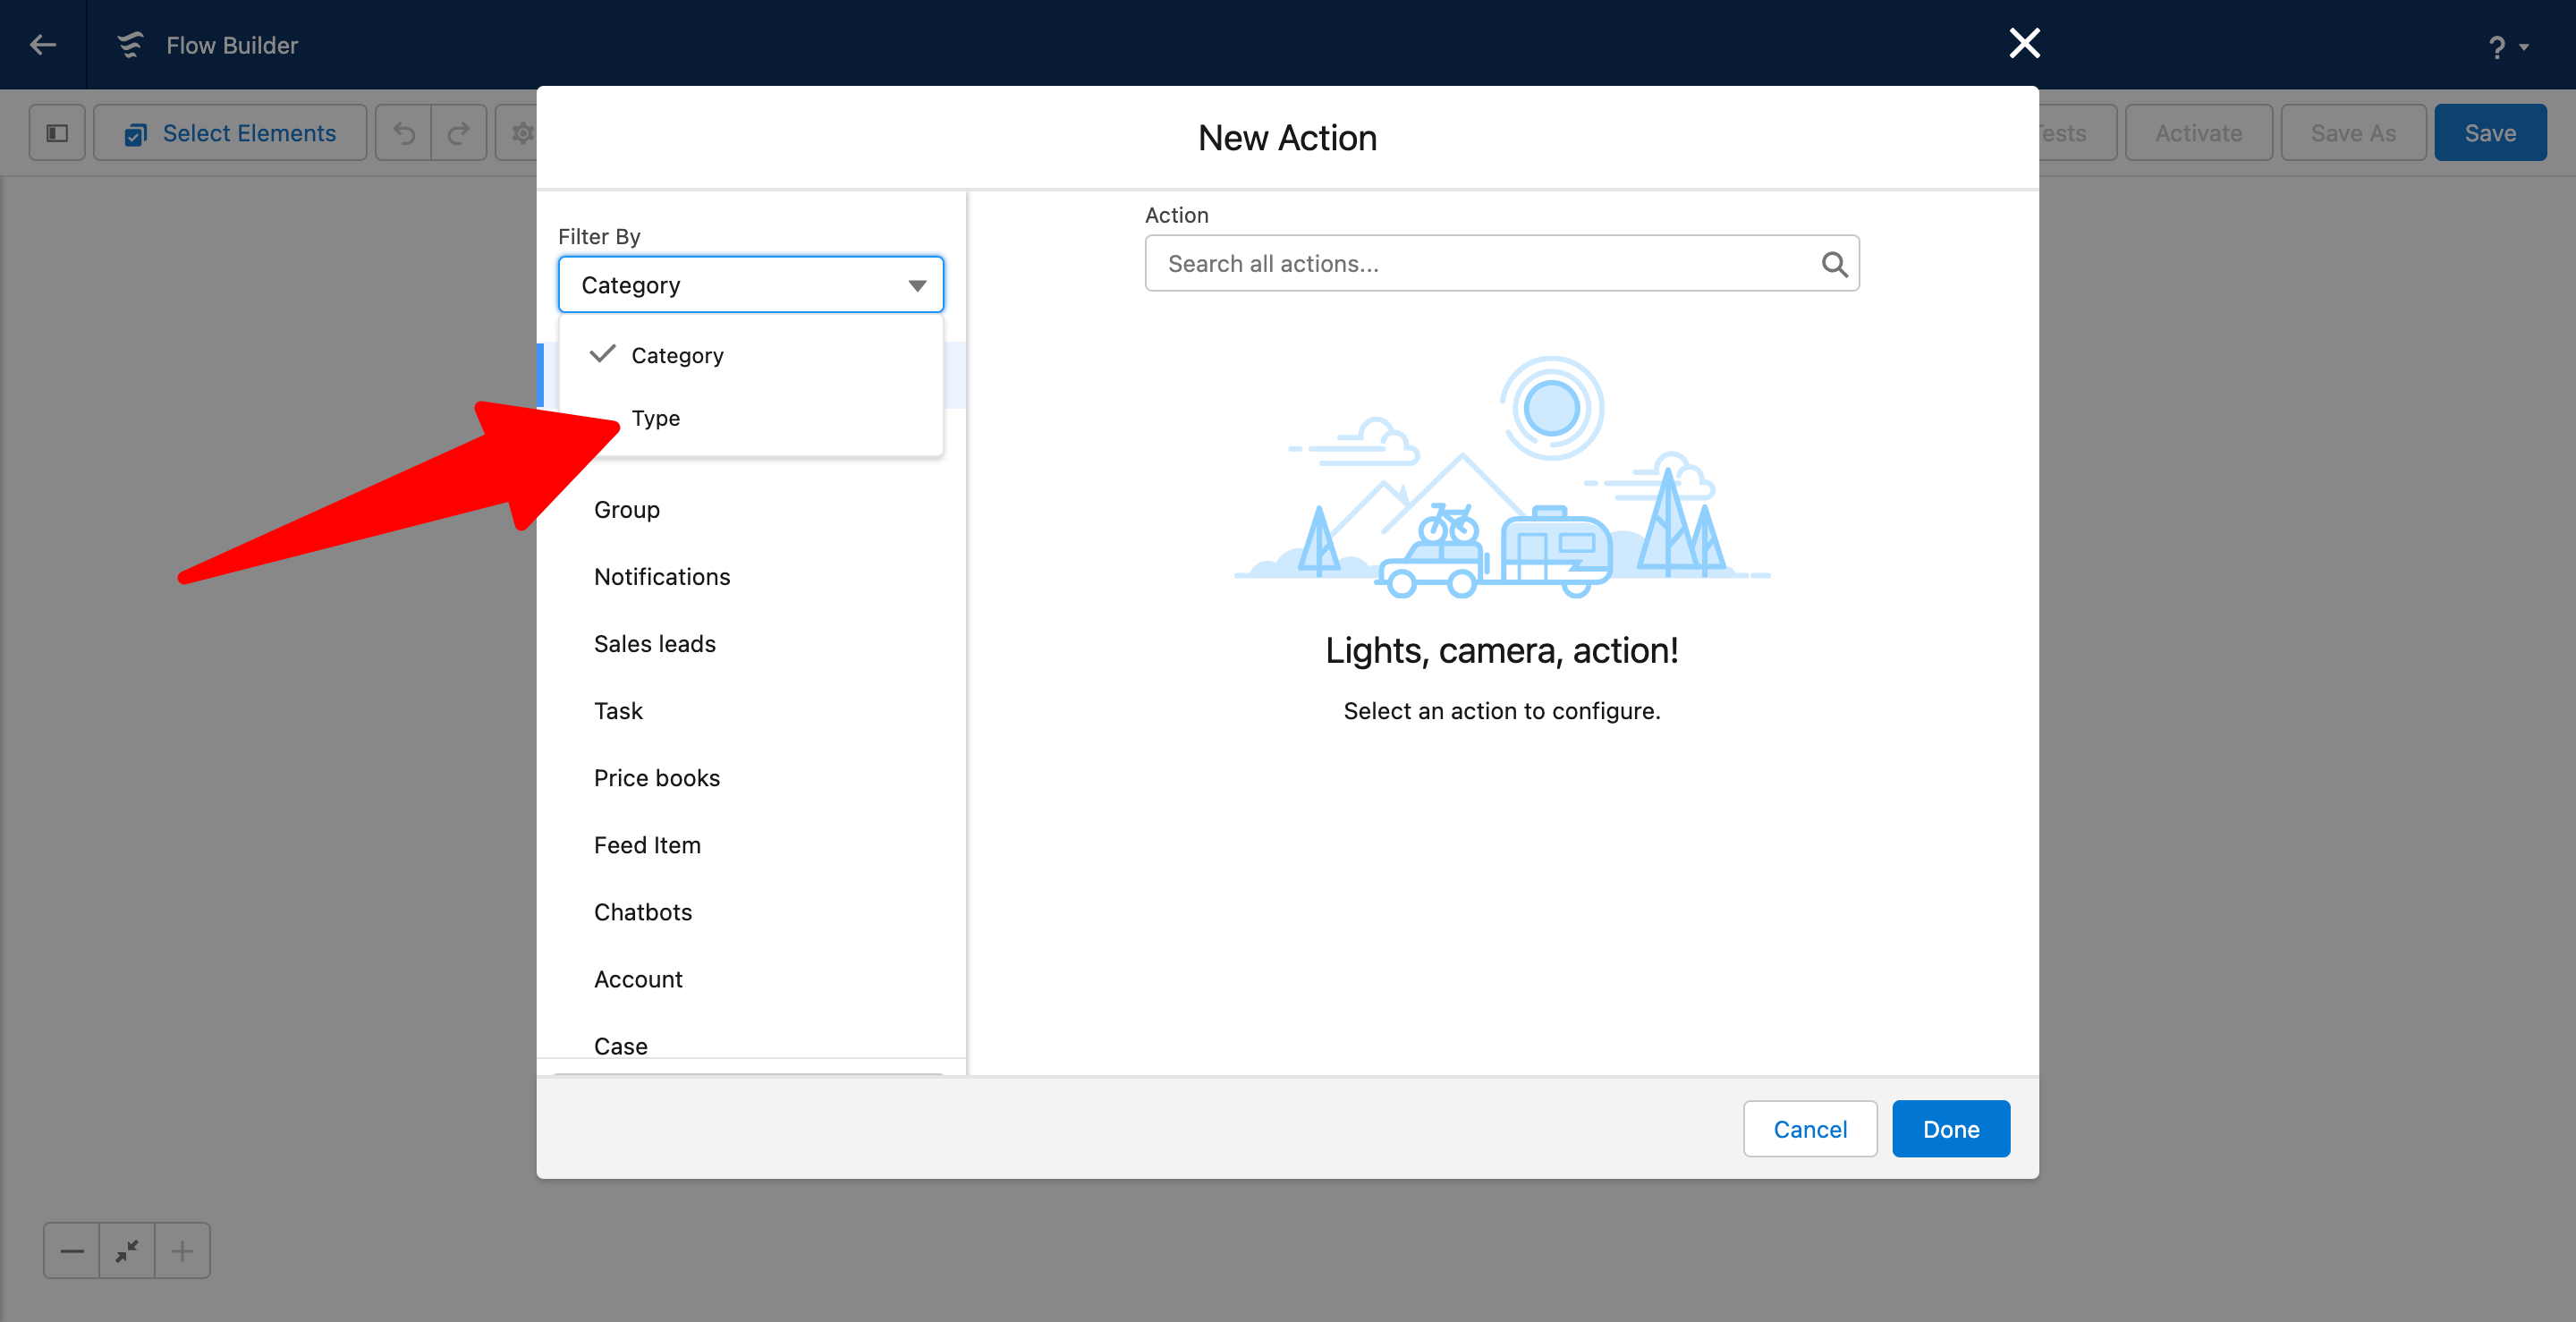 Flow Builder
?
Select Elements
Activate
Save As
Save
New Action
Filter By
Category
Category
Type
Group
Notifications
Sales leads
Task
Price books
Feed Item
Chatbots
Account
Case
Action
Search all actions...
Lights, camera, action!
Select an action to configure.
Cancel
Done